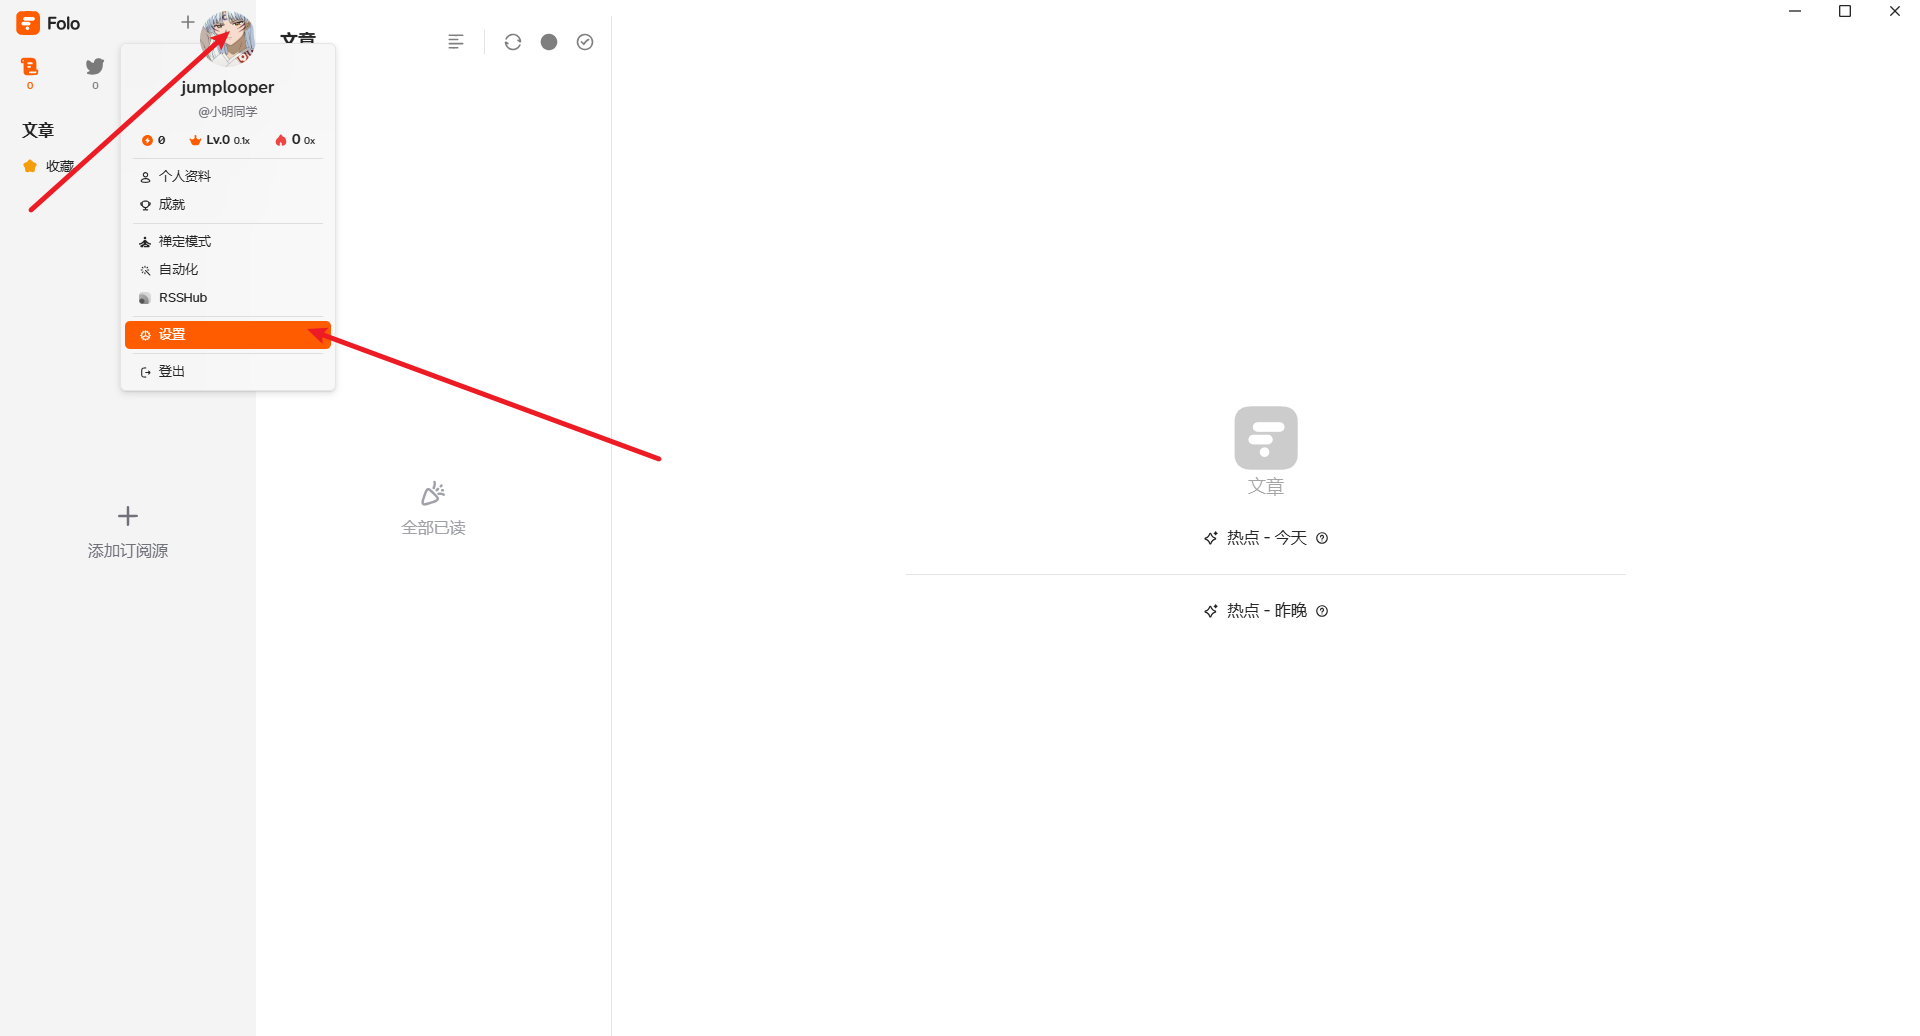 Folo
0
0
文章
收藏
添加订阅源
jumplooper
@小明同学
0
Lv.0 0.1x
0 0x
个人资料
成就
禅定模式
自动化
RSSHub
设置
登出
文章
全部已读
文章
热点 - 今天
热点 - 昨晚